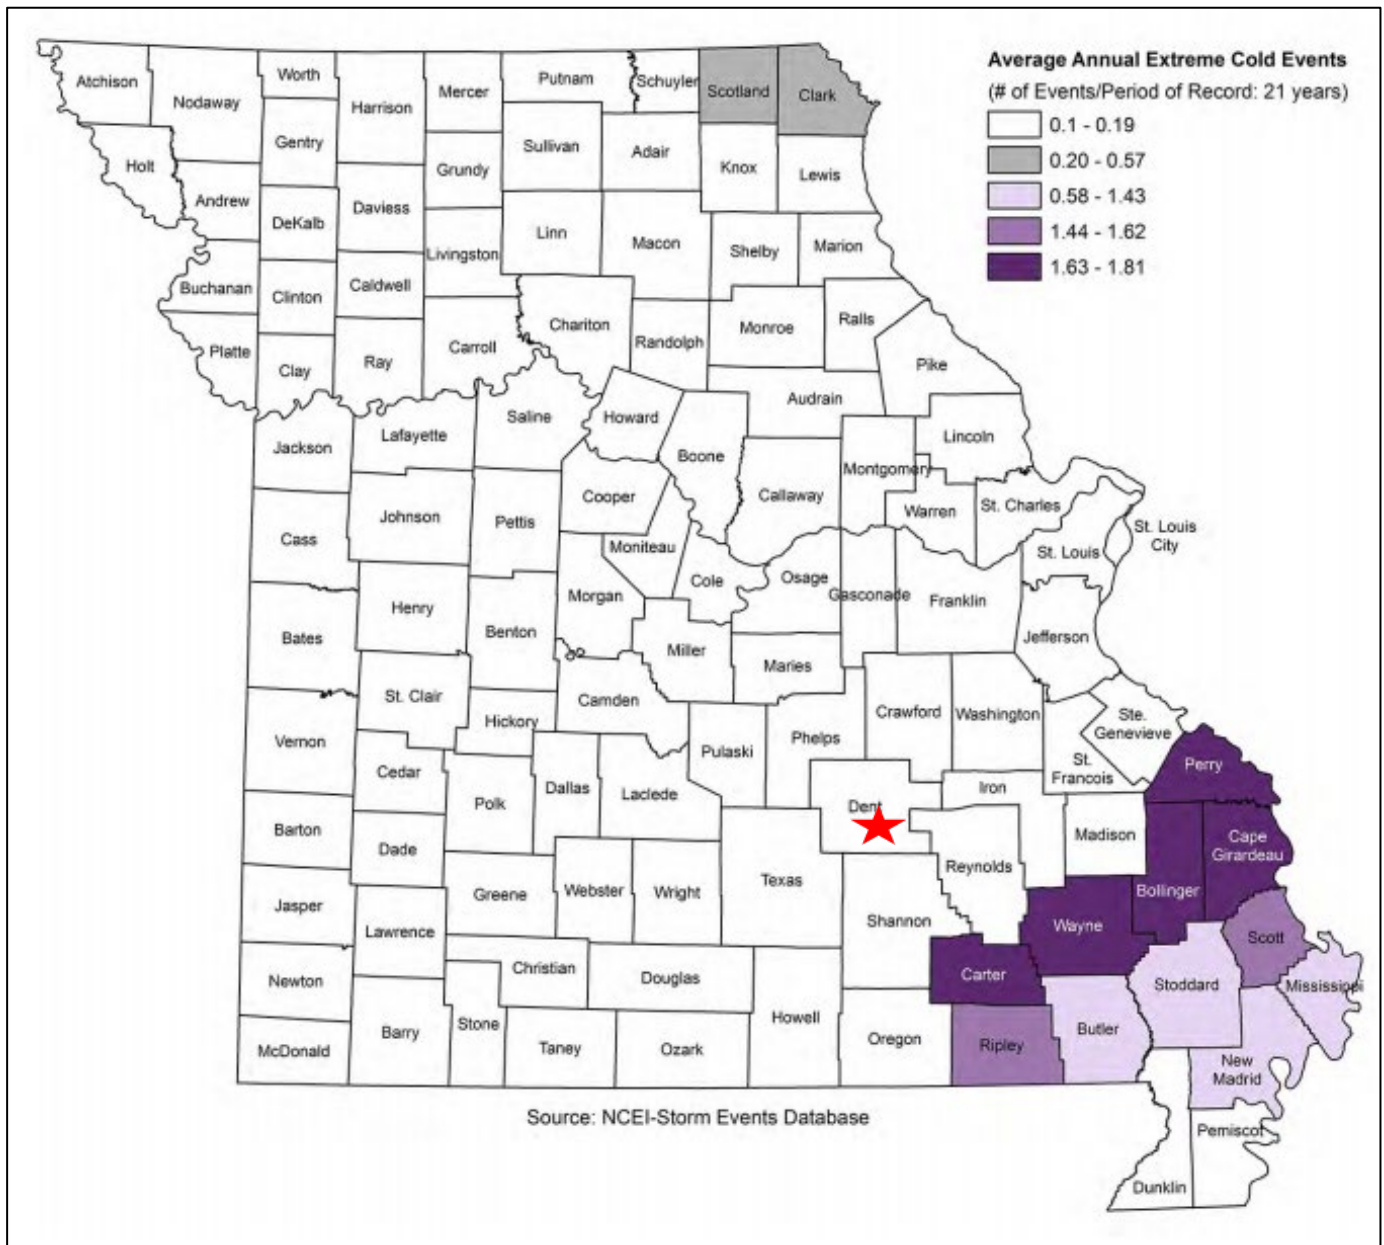 Average Annual Extreme Cold Events
(# of Events/Period of Record: 21 years)
0.1 - 0.19
0.20 - 0.57
0.58 - 1.43
1.44 - 1.62
1.63 - 1.81
Atchison
Nodaway
Worth
Harrison
Mercer
Putnam
Schuyler
Scotland
Clark
Gentry
Sullivan
Adair
Knox
Lewis
Holt
Andrew
DeKalb
Daviess
Grundy
Linn
Macon
Shelby
Marion
Livingston
Buchanan
Clinton
Caldwell
Chariton
Randolph
Monroe
Ralls
Platte
Clay
Ray
Carroll
Pike
Audrain
Saline
Howard
Jackson
Lafayette
Boone
Lincoln
Montgomery
Callaway
Cooper
Johnson
Pettis
Warren
St. Charles
St. Louis
City
Cass
Moniteau
St. Louis
Cole
Osage
Morgan
Gasconade
Franklin
Henry
Benton
Bates
Miller
Maries
Jefferson
St. Clair
Camden
Hickory
Crawford
Washington
Ste.
Genevieve
Vernon
Pulaski
Phelps
St.
Francois
Perry
Cedar
Polk
Dallas
Laclede
Iron
Dent
Barton
Dade
Madison
Cape
Girardeau
Reynolds
Texas
Greene
Webster
Wright
Bollinger
Jasper
Lawrence
Shannon
Wayne
Scott
Newton
Christian
Douglas
Carter
Stoddard
Mississippi
McDonald
Barry
Stone
Taney
Ozark
Howell
Oregon
Ripley
Butler
New
Madrid
Source: NCEI-Storm Events Database
Pemiscot
Dunklin